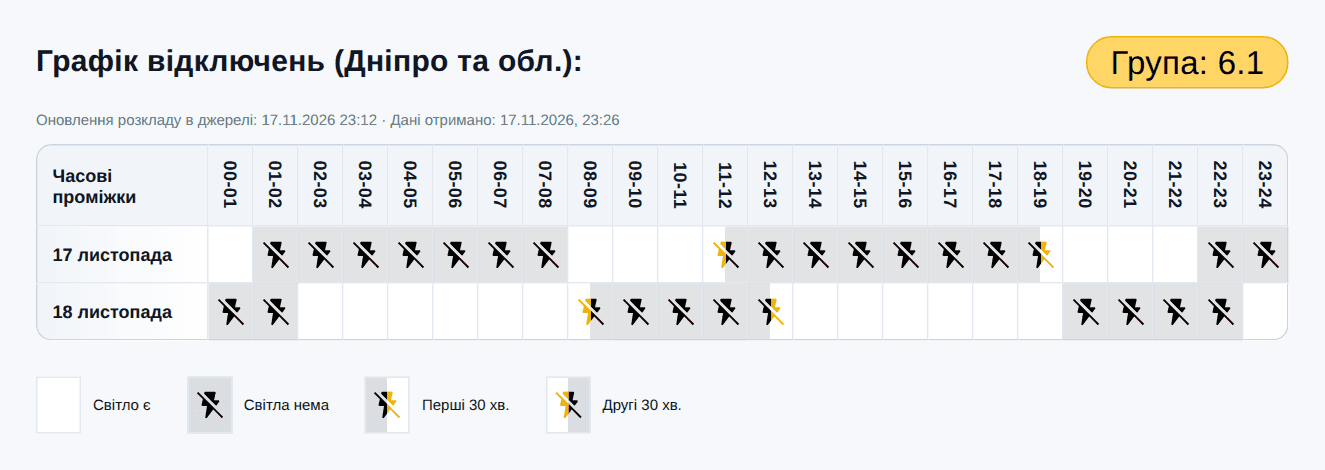 Графік відключень (Дніпро та обл.):
Група: 6.1
Оновлення розкладу в джерелі: 17.11.2026 23:12 · Дані отримано: 17.11.2026, 23:26
Часові
проміжки
00-01
01-02
02-03
03-04
04-05
05-06
06-07
07-08
08-09
09-10
10-11
11-12
12-13
13-14
14-15
15-16
16-17
17-18
18-19
19-20
20-21
21-22
22-23
23-24
17 листопада
18 листопада
Світло є
Світла нема
Перші 30 хв.
Другі 30 хв.